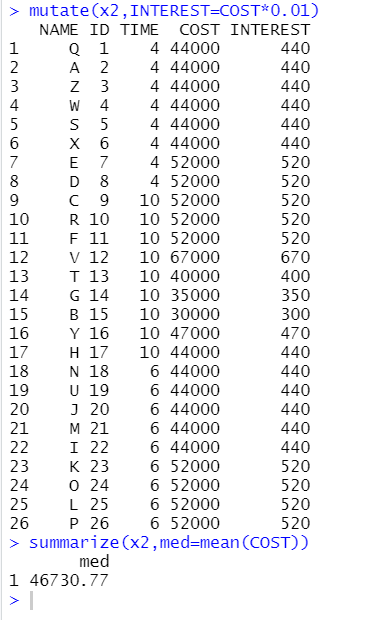 > mutate(x2,INTEREST=COST*0.01)
NAME ID TIME COST INTEREST
1 Q 1 4 44000 440
2 A 2 4 44000 440
3 Z 3 4 44000 440
4 W 4 4 44000 440
5 S 5 4 44000 440
6 X 6 4 44000 440
7 E 7 4 52000 520
8 D 8 4 52000 520
9 C 9 10 52000 520
10 R 10 10 52000 520
11 F 11 10 52000 520
12 V 12 10 67000 670
13 T 13 10 40000 400
14 G 14 10 35000 350
15 B 15 10 30000 300
16 Y 16 10 47000 470
17 H 17 10 44000 440
18 N 18 6 44000 440
19 U 19 6 44000 440
20 J 20 6 44000 440
21 M 21 6 44000 440
22 I 22 6 44000 440
23 K 23 6 52000 520
24 O 24 6 52000 520
25 L 25 6 52000 520
26 P 26 6 52000 520
> summarize(x2,med=mean(COST))
med
1 46730.77
>